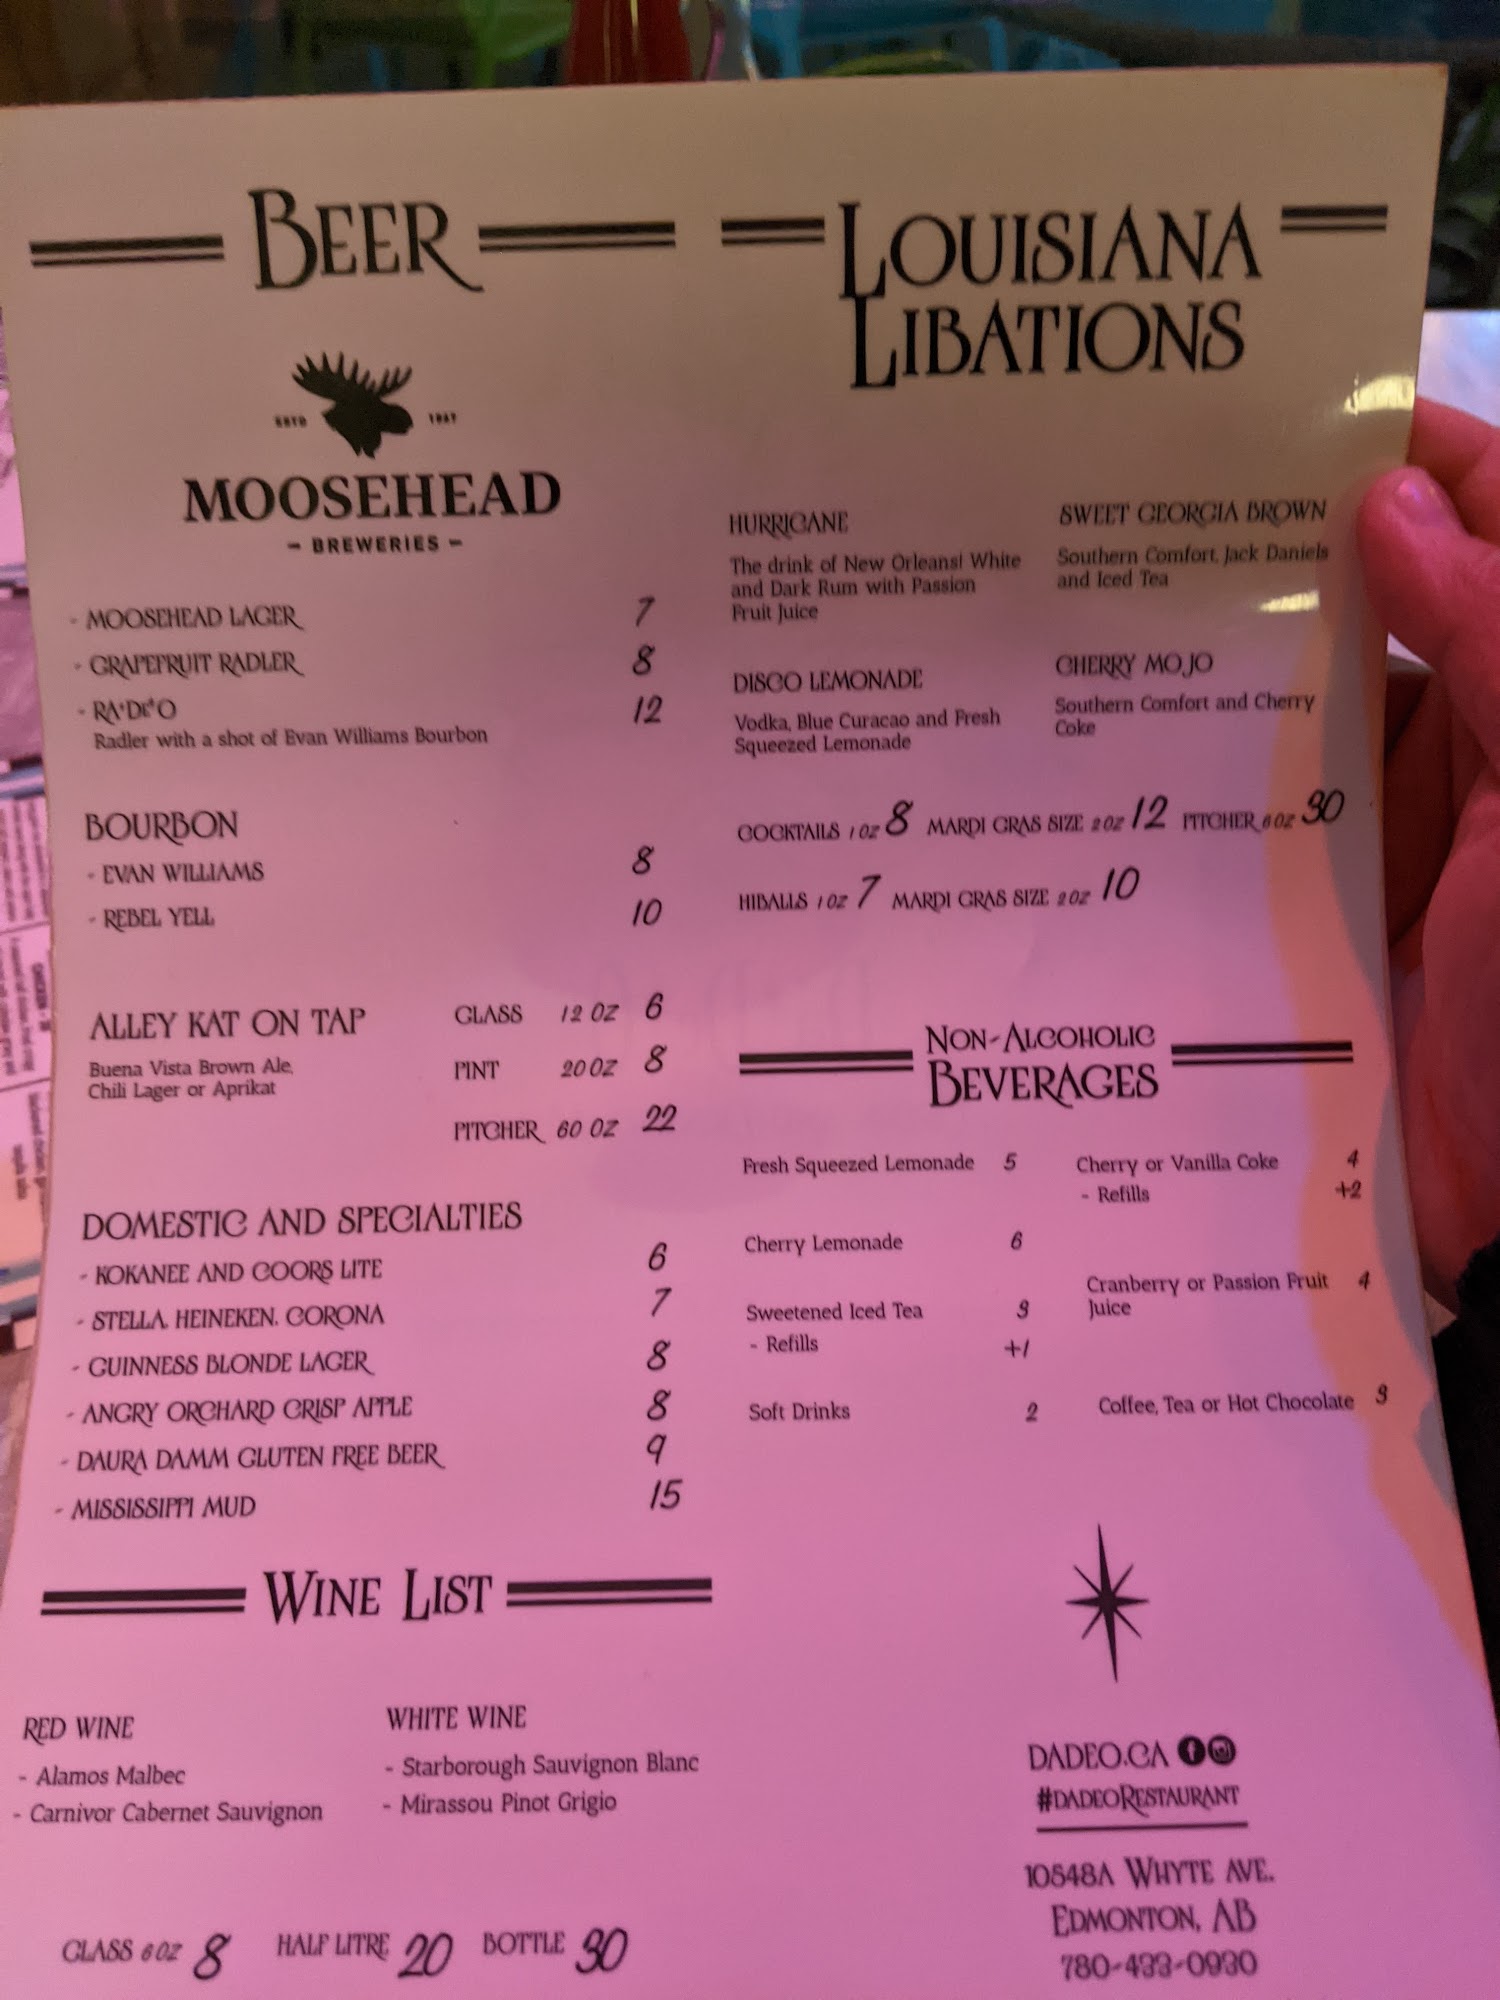 BEER
ESTD 1867
MOOSEHEAD
- BREWERIES -
- MOOSEHEAD LAGER 7
- GRAPEFRUIT RADLER 8
- RA*DE*O 12
Radler with a shot of Evan Williams Bourbon
BOURBON
- EVAN WILLIAMS 8
- REBEL YELL 10
ALLEY KAT ON TAP
Buena Vista Brown Ale,
Chili Lager or Aprikat
GLASS 12 OZ 6
PINT 20 OZ 8
PITCHER 60 OZ 22
DOMESTIC AND SPECIALTIES
- KOKANEE AND COORS LITE 6
- STELLA, HEINEKEN, CORONA 7
- GUINNESS BLONDE LAGER 8
- ANGRY ORCHARD CRISP APPLE 8
- DAURA DAMM GLUTEN FREE BEER 9
- MISSISSIPPI MUD 15
WINE LIST
RED WINE
- Alamos Malbec
- Carnivor Cabernet Sauvignon
WHITE WINE
- Starborough Sauvignon Blanc
- Mirassou Pinot Grigio
GLASS 6 OZ 8 HALF LITRE 20 BOTTLE 30
LOUISIANA
LIBATIONS
HURRICANE
The drink of New Orleans! White
and Dark Rum with Passion
Fruit Juice
SWEET GEORGIA BROWN
Southern Comfort, Jack Daniels
and Iced Tea
DISCO LEMONADE
Vodka, Blue Curacao and Fresh
Squeezed Lemonade
CHERRY MOJO
Southern Comfort and Cherry
Coke
COCKTAILS 1 OZ 8 MARDI GRAS SIZE 2 OZ 12 PITCHER 6 OZ 30
HIBALLS 1 OZ 7 MARDI GRAS SIZE 2 OZ 10
NON-ALCOHOLIC
BEVERAGES
Fresh Squeezed Lemonade 5
Cherry Lemonade 6
Sweetened Iced Tea 3
- Refills +1
Soft Drinks 2
Cherry or Vanilla Coke 4
- Refills +2
Cranberry or Passion Fruit 4
Juice
Coffee, Tea or Hot Chocolate 3
DADEO.CA
#DADEORESTAURANT
10548A WHYTE AVE.
EDMONTON, AB
780-433-0930